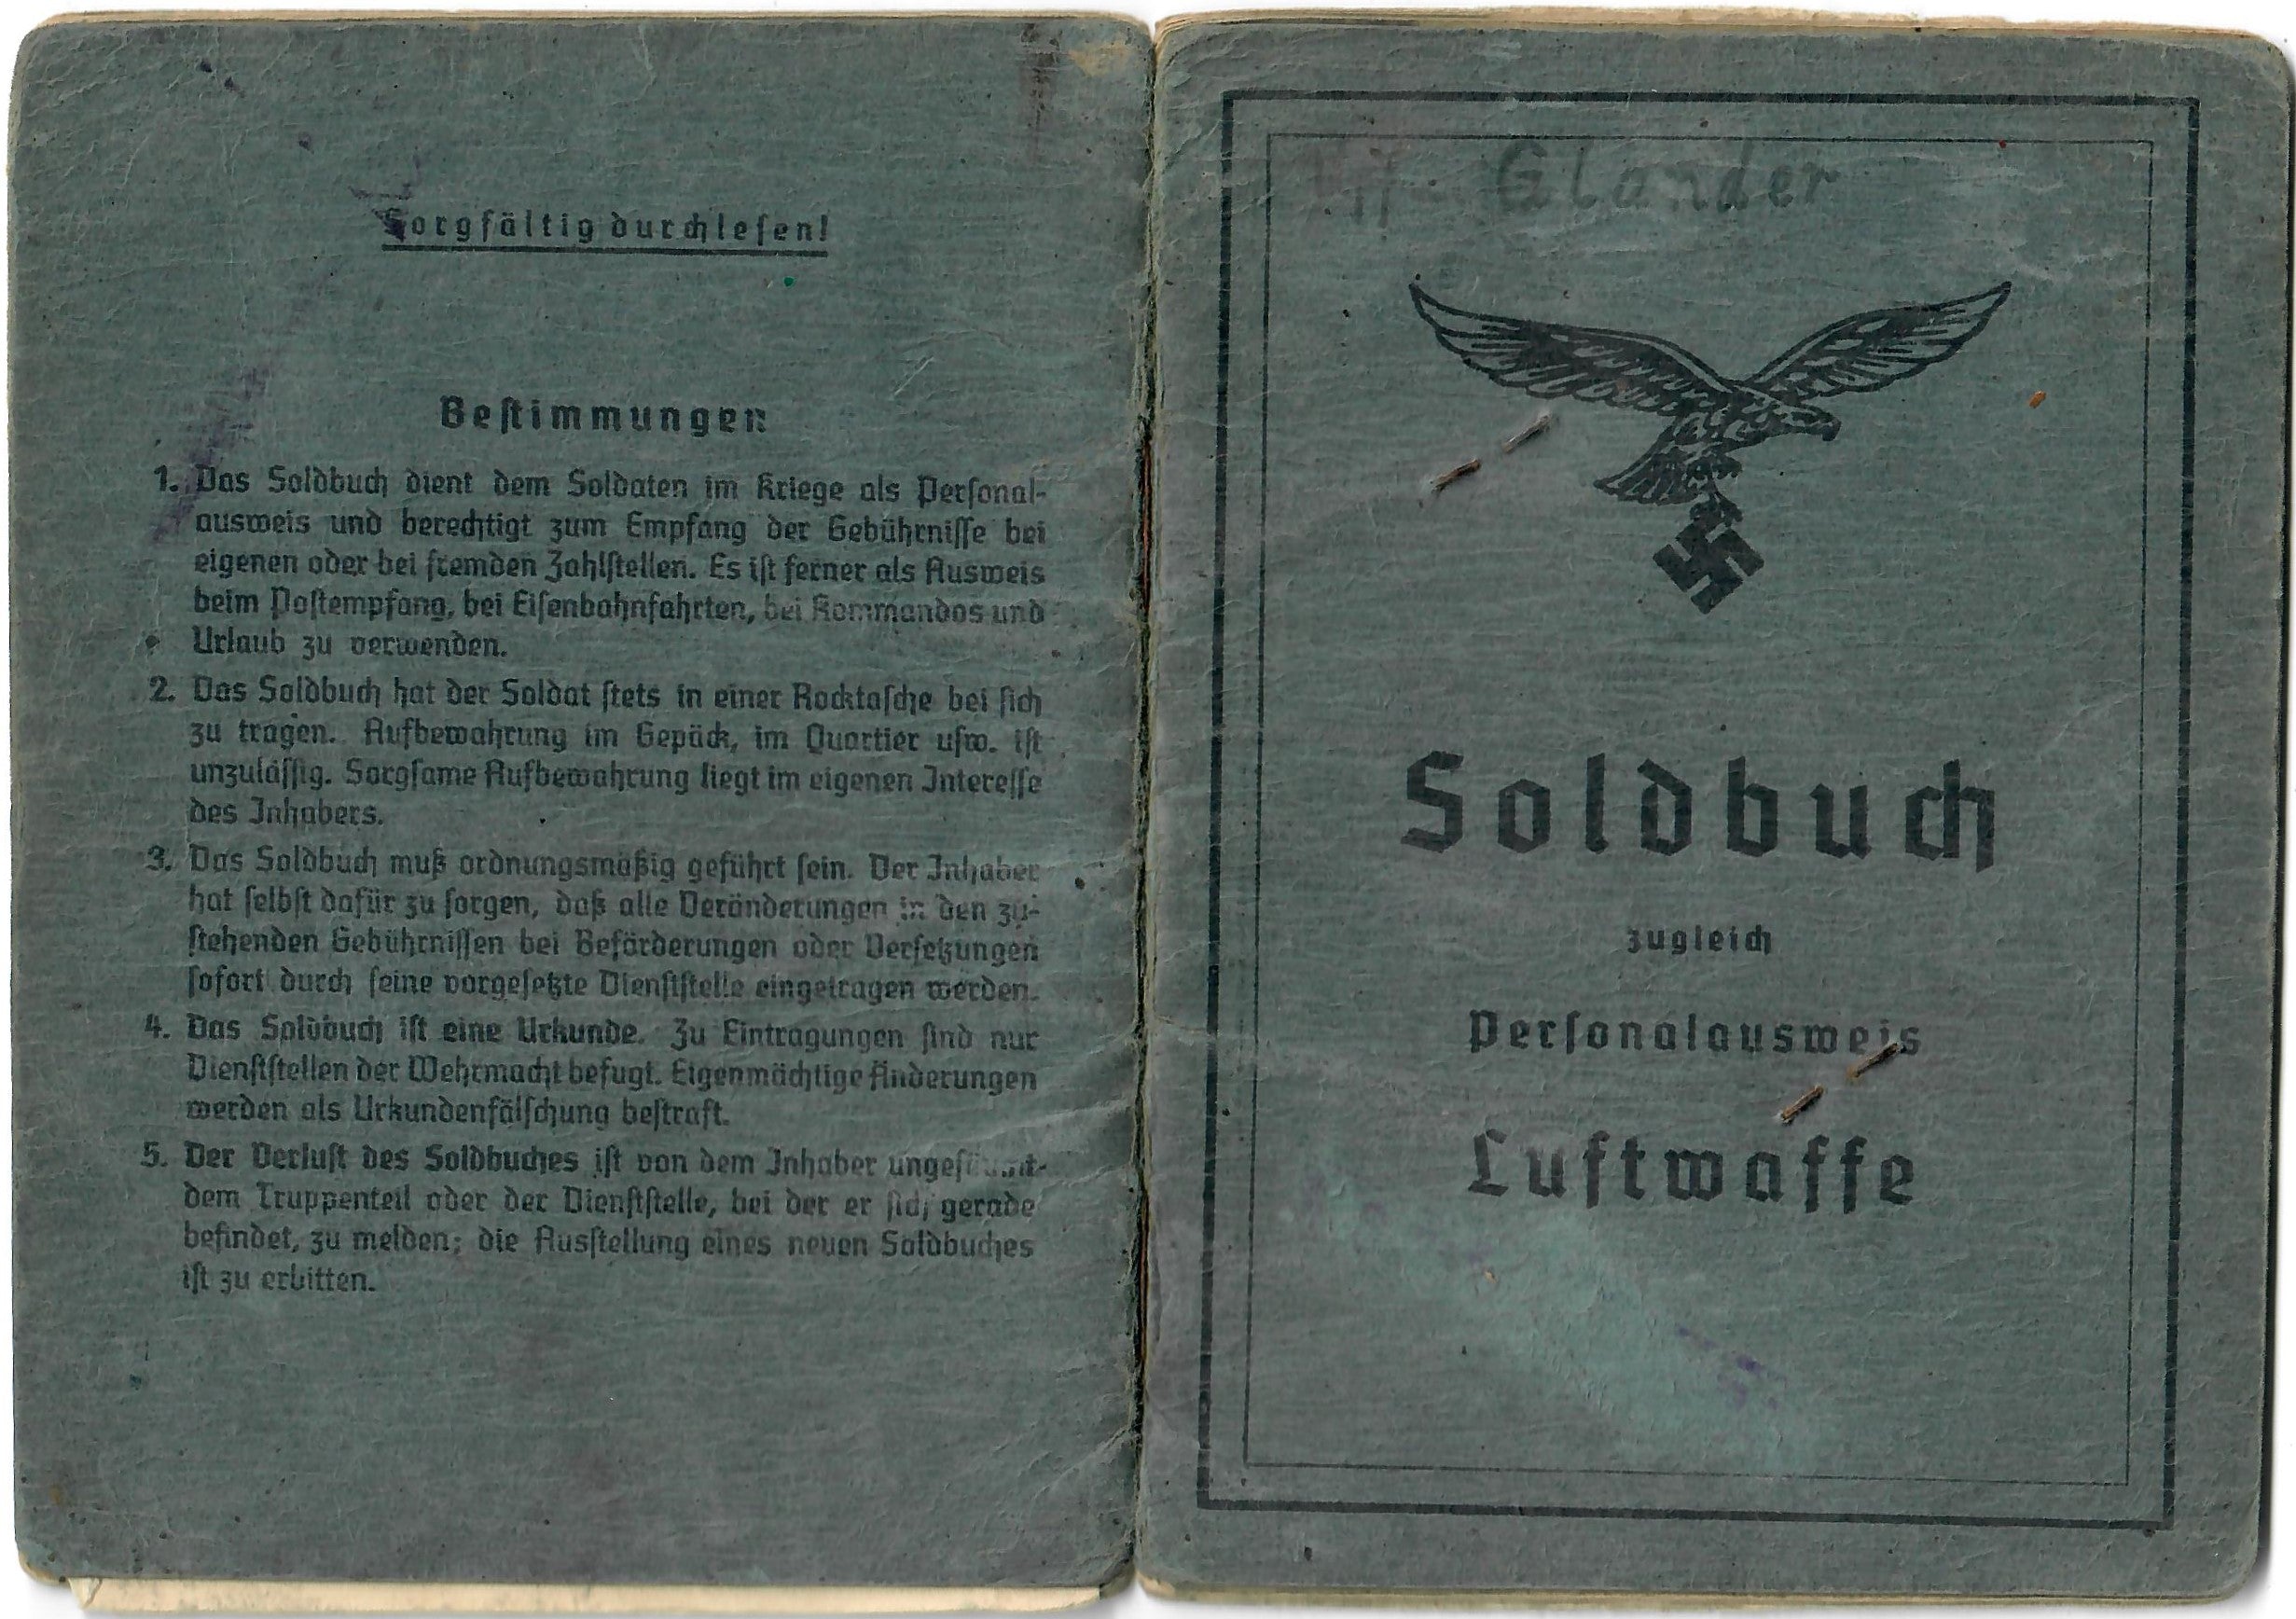 Sorgfältig durchlesen!
Bestimmungen
1. Das Soldbuch dient dem Soldaten im Kriege als Personal-
ausweis und berechtigt zum Empfang der Gebührnisse bei
eigenen oder bei fremden Zahlstellen. Es ist ferner als Ausweis
beim Postempfang, bei Eisenbahnfahrten, bei Kommandos und
Urlaub zu verwenden.
2. Das Soldbuch hat der Soldat stets in einer Rocktasche bei sich
zu tragen. Aufbewahrung im Gepäck, im Quartier usw. ist
unzulässig. Sorgsame Aufbewahrung liegt im eigenen Interesse
des Inhabers.
3. Das Soldbuch muß ordnungsmäßig geführt sein. Der Inhaber
hat selbst dafür zu sorgen, daß alle Veränderungen in den zu-
stehenden Gebührnissen bei Beförderungen oder Versetzungen
sofort durch seine vorgesetzte Dienststelle eingetragen werden.
4. Das Soldbuch ist eine Urkunde. Zu Eintragungen sind nur
Dienststellen der Wehrmacht befugt. Eigenmächtige Änderungen
werden als Urkundenfälschung bestraft.
5. Der Verlust des Soldbuches ist von dem Inhaber
dem Truppenteil oder der Dienststelle, bei der er sich gerade
befindet, zu melden; die Ausstellung eines neuen Soldbuches
ist zu erbitten.
Glander
Soldbuch
zugleich
Personalausweis
Luftwaffe